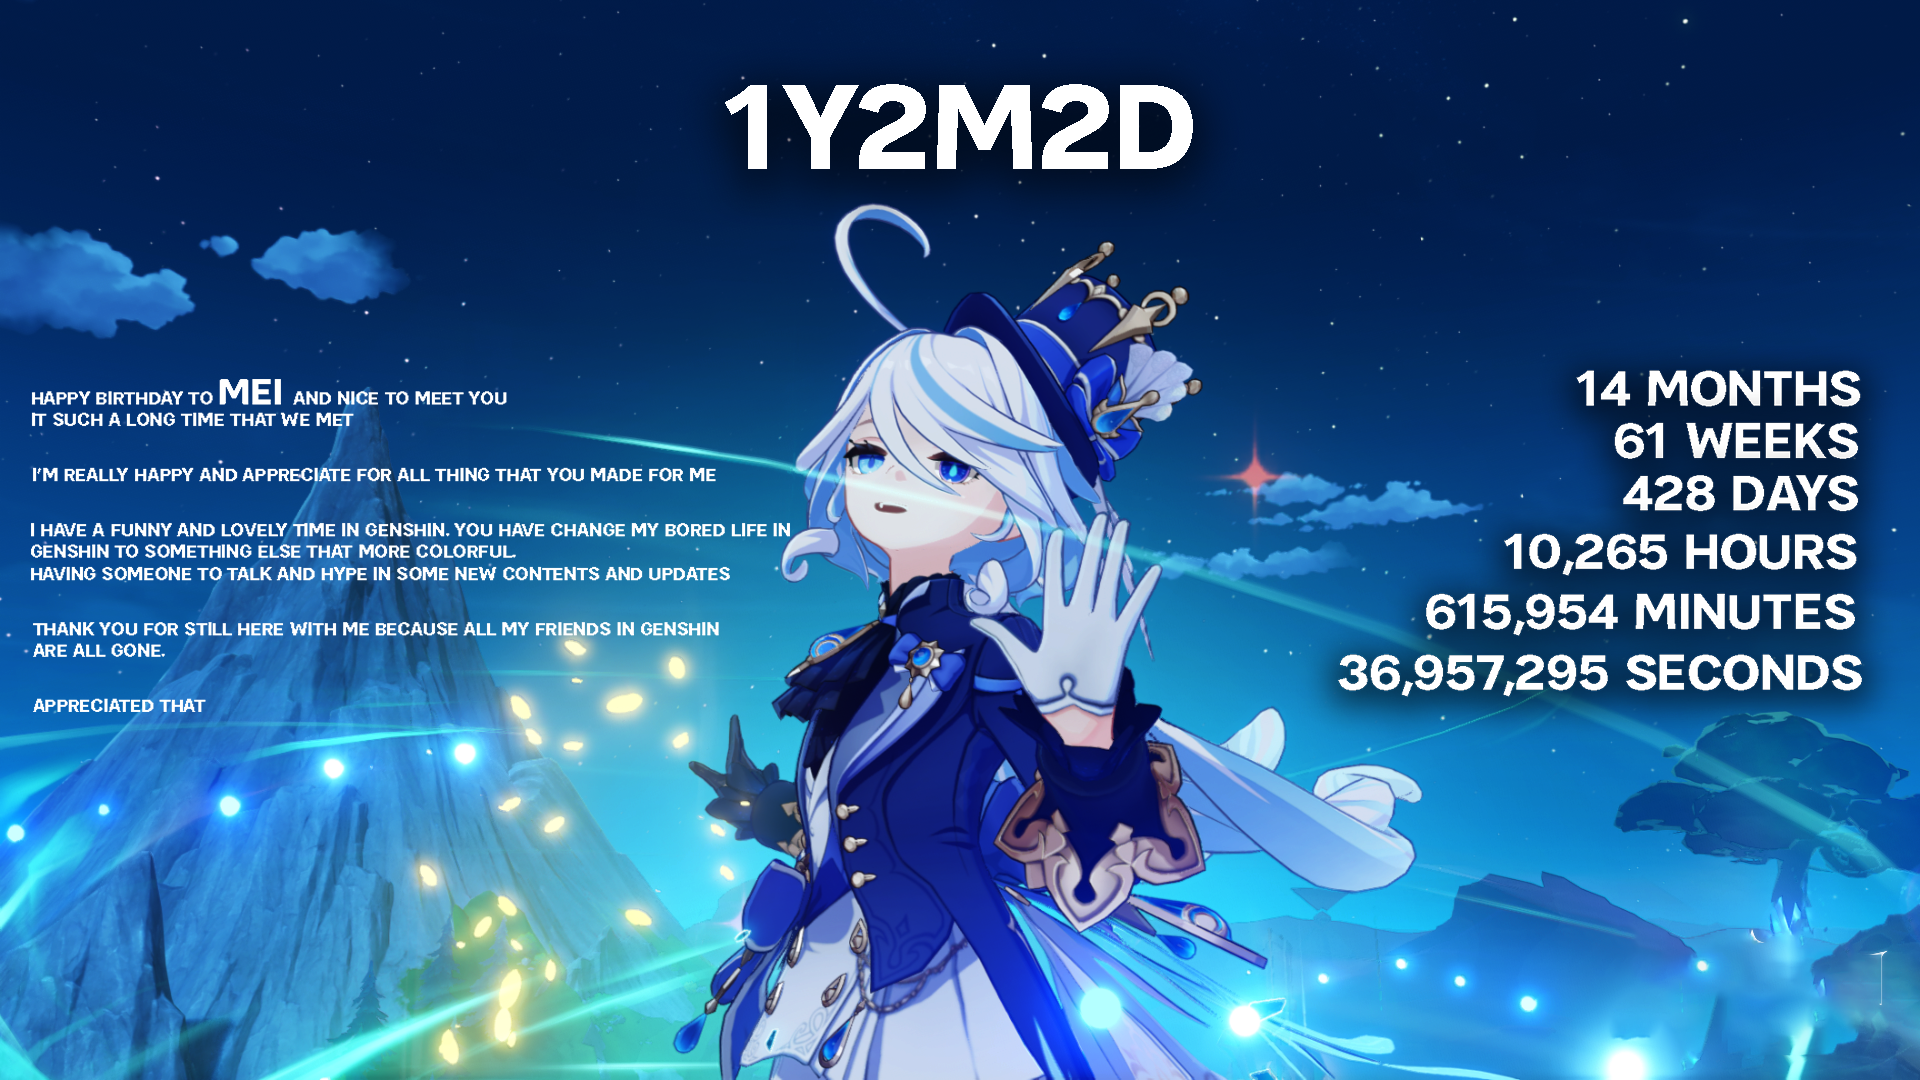 1Y2M2D
HAPPY BIRTHDAY TO MEI AND NICE TO MEET YOU
IT SUCH A LONG TIME THAT WE MET
I'M REALLY HAPPY AND APPRECIATE FOR ALL THING THAT YOU MADE FOR ME
I HAVE A FUNNY AND LOVELY TIME IN GENSHIN. YOU HAVE CHANGE MY BORED LIFE IN
GENSHIN TO SOMETHING ELSE THAT MORE COLORFUL.
HAVING SOMEONE TO TALK AND HYPE IN SOME NEW CONTENTS AND UPDATES
THANK YOU FOR STILL HERE WITH ME BECAUSE ALL MY FRIENDS IN GENSHIN
ARE ALL GONE.
APPRECIATED THAT
14 MONTHS
61 WEEKS
428 DAYS
10,265 HOURS
615,954 MINUTES
36,957,295 SECONDS